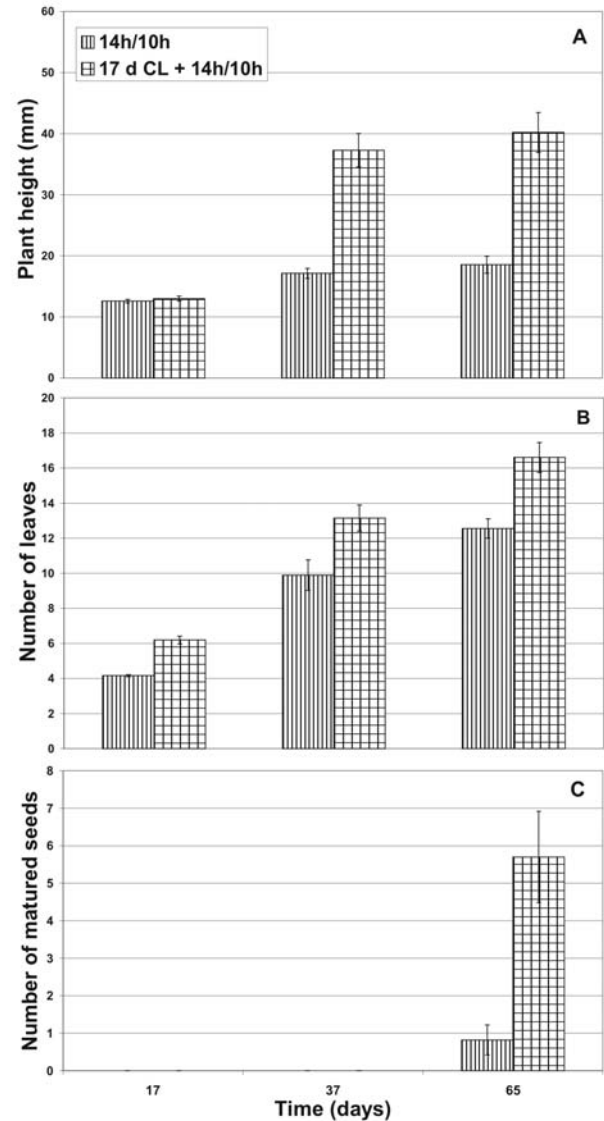 60
50
40
30
20
10
0
Plant height (mm)
14h/10h
17 d CL + 14h/10h
A
20
18
16
14
12
10
8
6
4
2
0
Number of leaves
B
8
7
6
5
4
3
2
1
0
Number of matured seeds
C
17 37 65
Time (days)